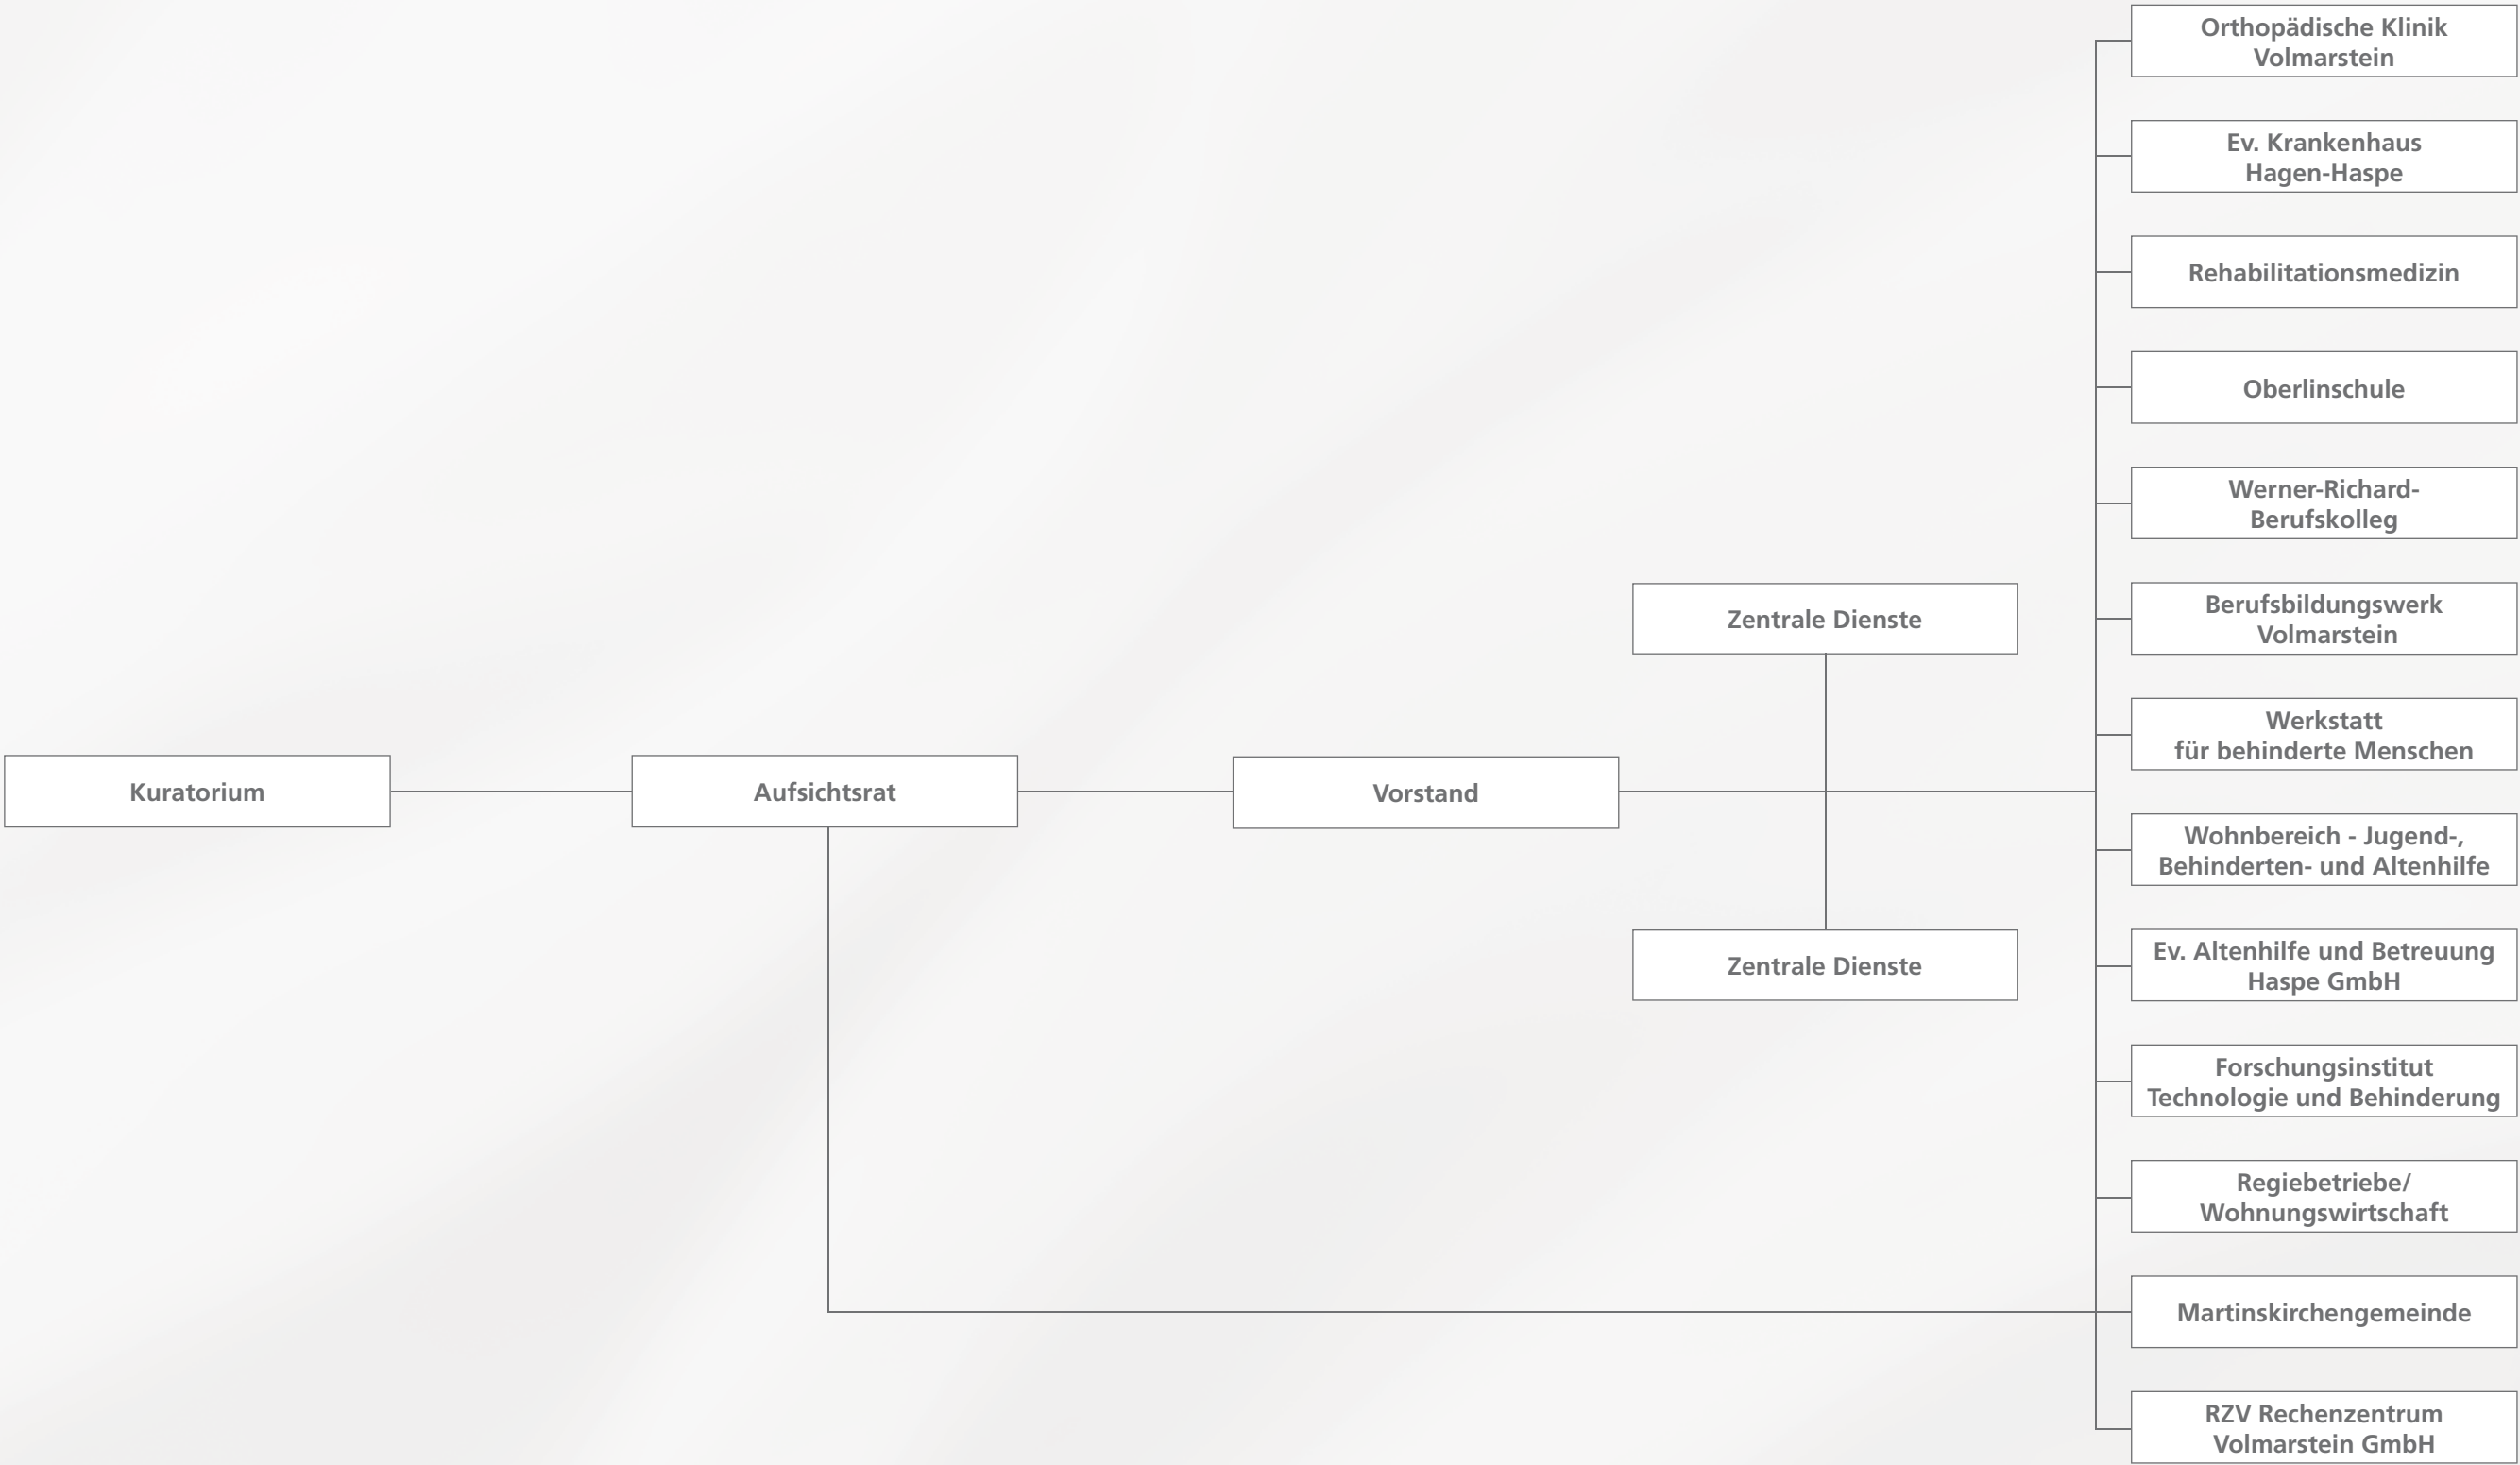 Kuratorium
Aufsichtsrat
Vorstand
Zentrale Dienste
Zentrale Dienste
Orthopädische Klinik
Volmarstein
Ev. Krankenhaus
Hagen-Haspe
Rehabilitationsmedizin
Oberlinschule
Werner-Richard-
Berufskolleg
Berufsbildungswerk
Volmarstein
Werkstatt
für behinderte Menschen
Wohnbereich - Jugend-,
Behinderten- und Altenhilfe
Ev. Altenhilfe und Betreuung
Haspe GmbH
Forschungsinstitut
Technologie und Behinderung
Regiebetriebe/
Wohnungswirtschaft
Martinskirchengemeinde
RZV Rechenzentrum
Volmarstein GmbH